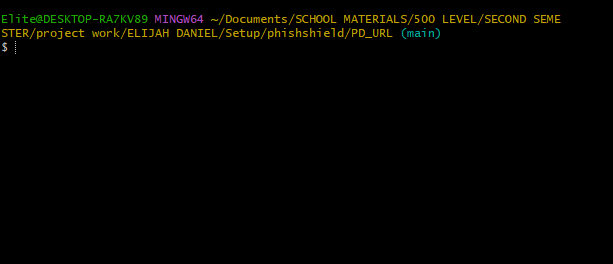 Elite@DESKTOP-RA7KV89 MINGW64 ~/Documents/SCHOOL MATERIALS/500 LEVEL/SECOND SEME
STER/project work/ELIJAH DANIEL/Setup/phishshield/PD_URL (main)
$